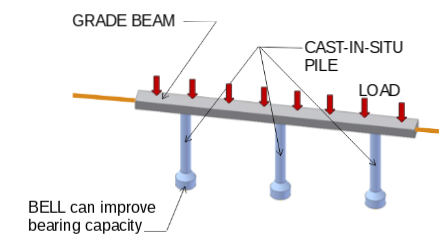 GRADE BEAM
CAST-IN-SITU
PILE
LOAD
BELL can improve
bearing capacity